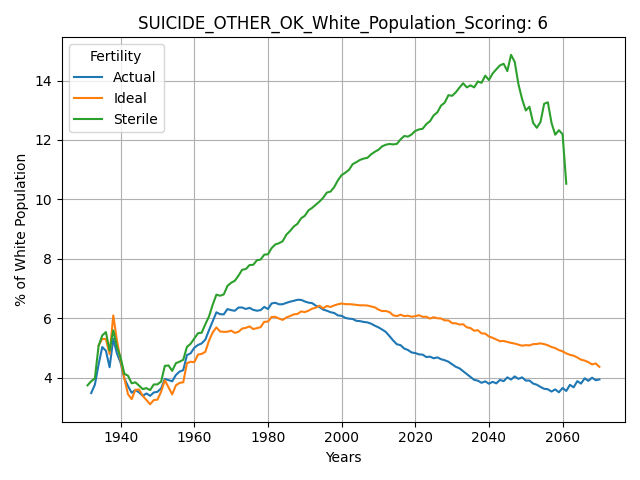 SUICIDE_OTHER_OK_White_Population_Scoring: 6
Fertility
Actual
Ideal
Sterile
% of White Population
14
12
10
8
6
4
1940
1960
1980
2000
2020
2040
2060
Years